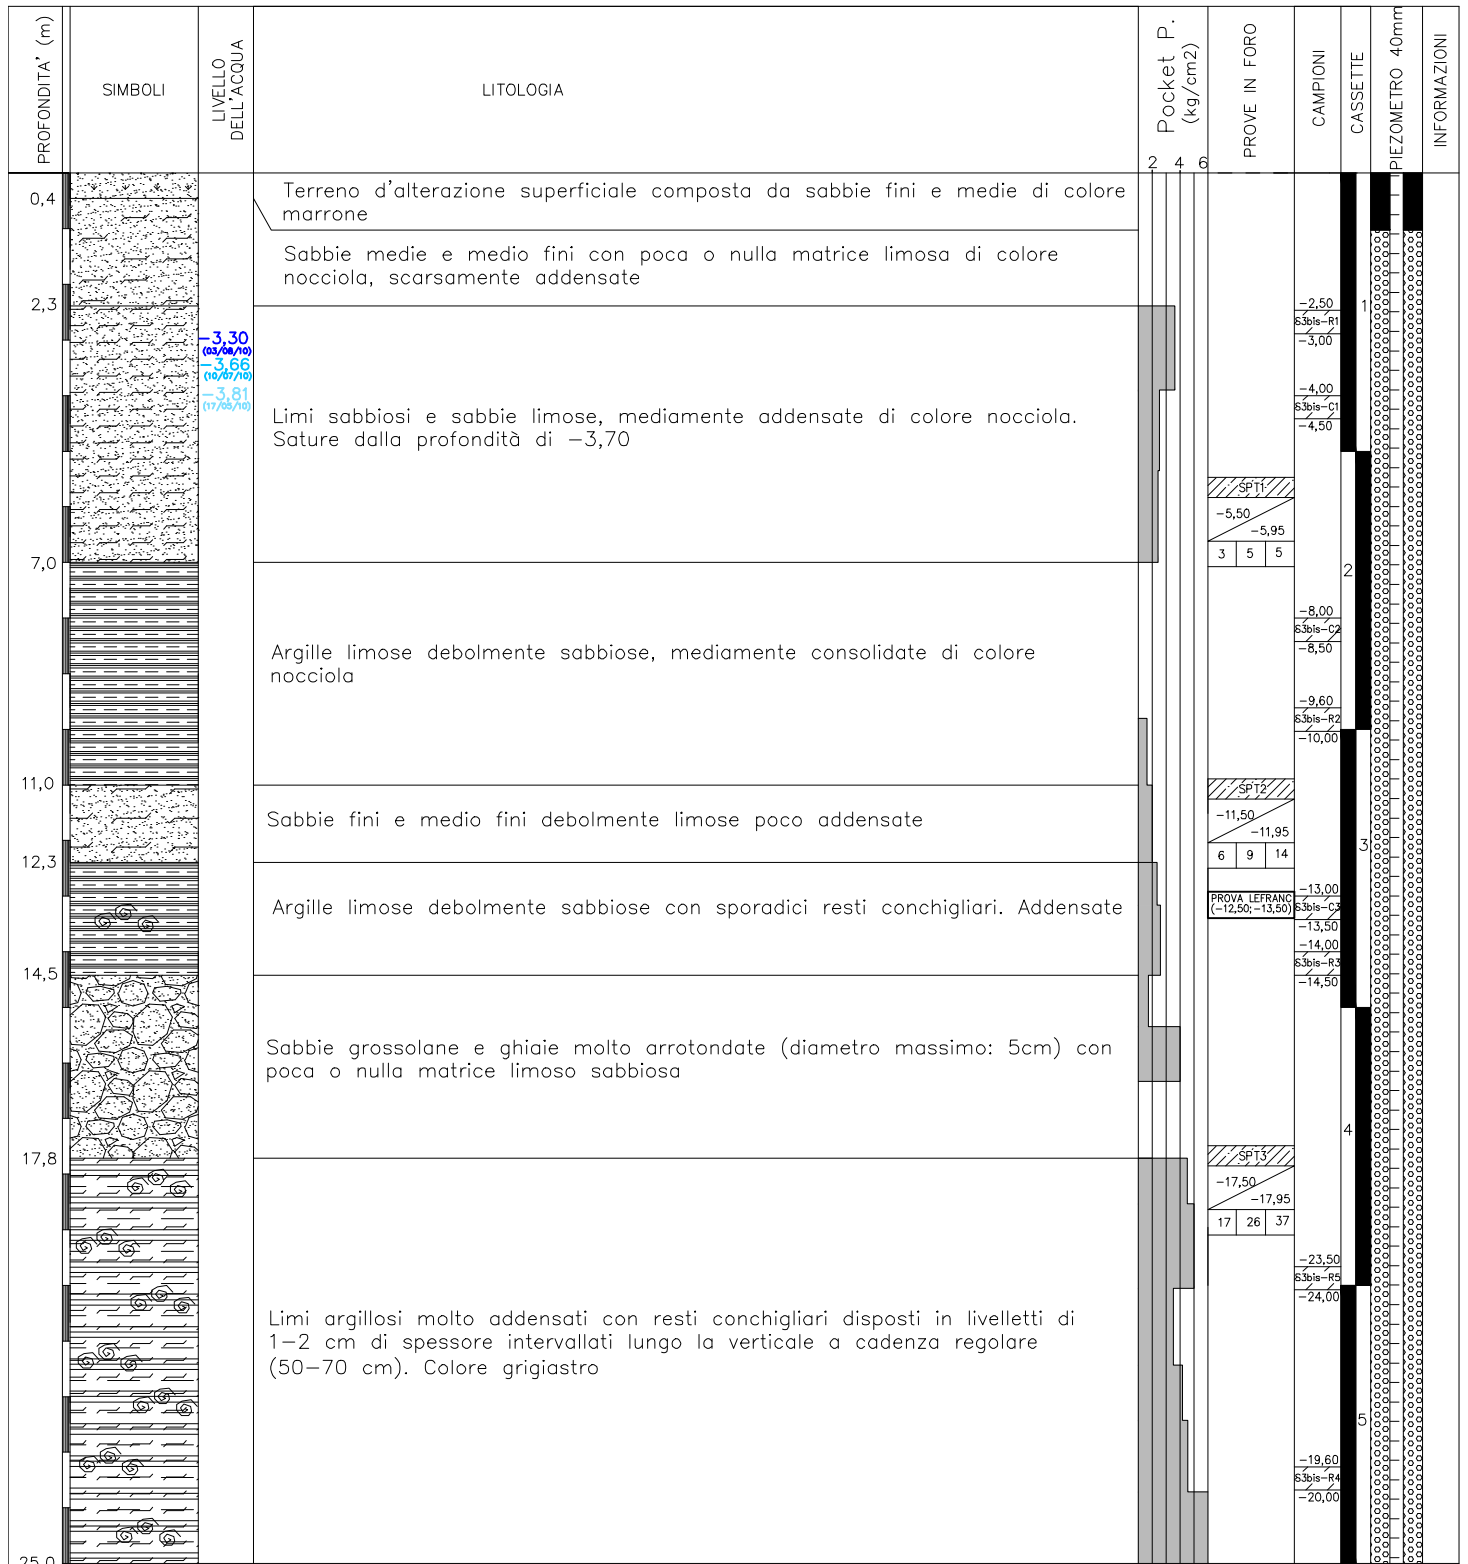 PROFONDITA' (m)
SIMBOLI
LIVELLO
DELL'ACQUA
LITOLOGIA
Pocket P.
(kg/cm2)
2 4 6
PROVE IN FORO
CAMPIONI
CASSETTE
PIEZOMETRO 40mm
INFORMAZIONI
0,4
Terreno d'alterazione superficiale composto da sabbie fini e medie di colore
marrone
Sabbie medie e medio fini con poca o nulla matrice limosa di colore
nocciola, scarsamente addensate
2,3
-3,30
(03/08/10)
-3,66
(10/07/10)
-3,81
(17/05/10)
Limi sabbiosi e sabbie limose, mediamente addensate di colore nocciola.
Sature dalla profondità di -3,70
-2,50
S3bis-R1
-3,00
1
-4,00
S3bis-C1
-4,50
SPT1
-5,50
-5,95
3 5 5
7,0
2
Argille limose debolmente sabbiose, mediamente consolidate di colore
nocciola
-8,00
S3bis-C2
-8,50
-9,60
S3bis-R2
-10,00
11,0
Sabbie fini e medio fini debolmente limose poco addensate
SPT2
-11,50
-11,95
6 9 14
3
12,3
Argille limose debolmente sabbiose con sporadici resti conchigliari. Addensate
PROVA LEFRANC
(-12,50;-13,50)
-13,00
S3bis-C3
-13,50
-14,00
S3bis-R3
-14,50
14,5
Sabbie grossolane e ghiaie molto arrotondate (diametro massimo: 5cm) con
poca o nulla matrice limoso sabbiosa
4
17,8
SPT3
-17,50
-17,95
17 26 37
-23,50
S3bis-R5
-24,00
Limi argillosi molto addensati con resti conchigliari disposti in livelletti di
1-2 cm di spessore intervallati lungo la verticale a cadenza regolare
(50-70 cm). Colore grigiastro
5
-19,60
S3bis-R4
-20,00
25,0